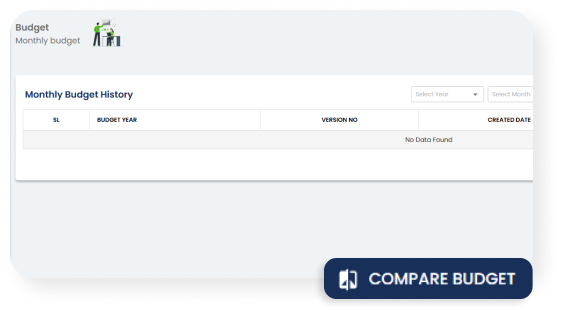 Budget
Monthly budget
Monthly Budget History
Select Year
Select Month
SL BUDGET YEAR VERSION NO CREATED DATE
No Data Found
COMPARE BUDGET